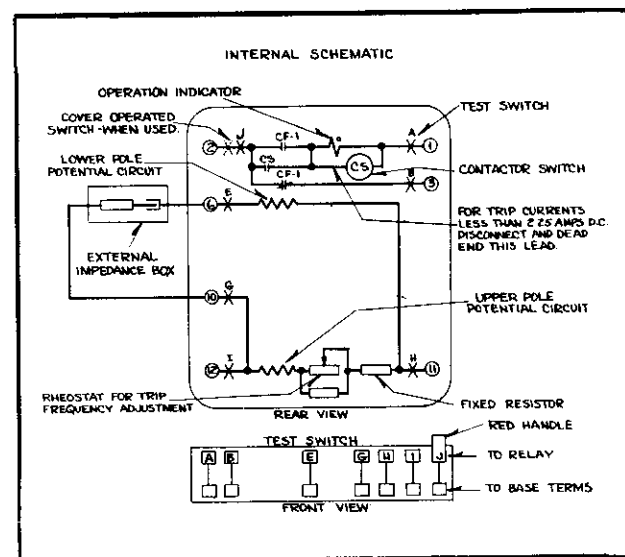 INTERNAL SCHEMATIC
OPERATION INDICATOR
COVER OPERATED
SWITCH-WHEN USED.
TEST SWITCH
2
J
CF-1
A
1
CS
CS
LOWER POLE
POTENTIAL CIRCUIT
CF-1
B
3
CONTACTOR SWITCH
6
E
FOR TRIP CURRENTS
LESS THAN 2.25 AMPS D.C.
DISCONNECT AND DEAD
END THIS LEAD.
EXTERNAL
IMPEDANCE BOX
10
G
UPPER POLE
POTENTIAL CIRCUIT
12
I
H
11
RHEOSTAT FOR TRIP
FREQUENCY ADJUSTMENT
FIXED RESISTOR
REAR VIEW
RED HANDLE
TEST SWITCH
A B E G H I J
TO RELAY
TO BASE TERMS
FRONT VIEW